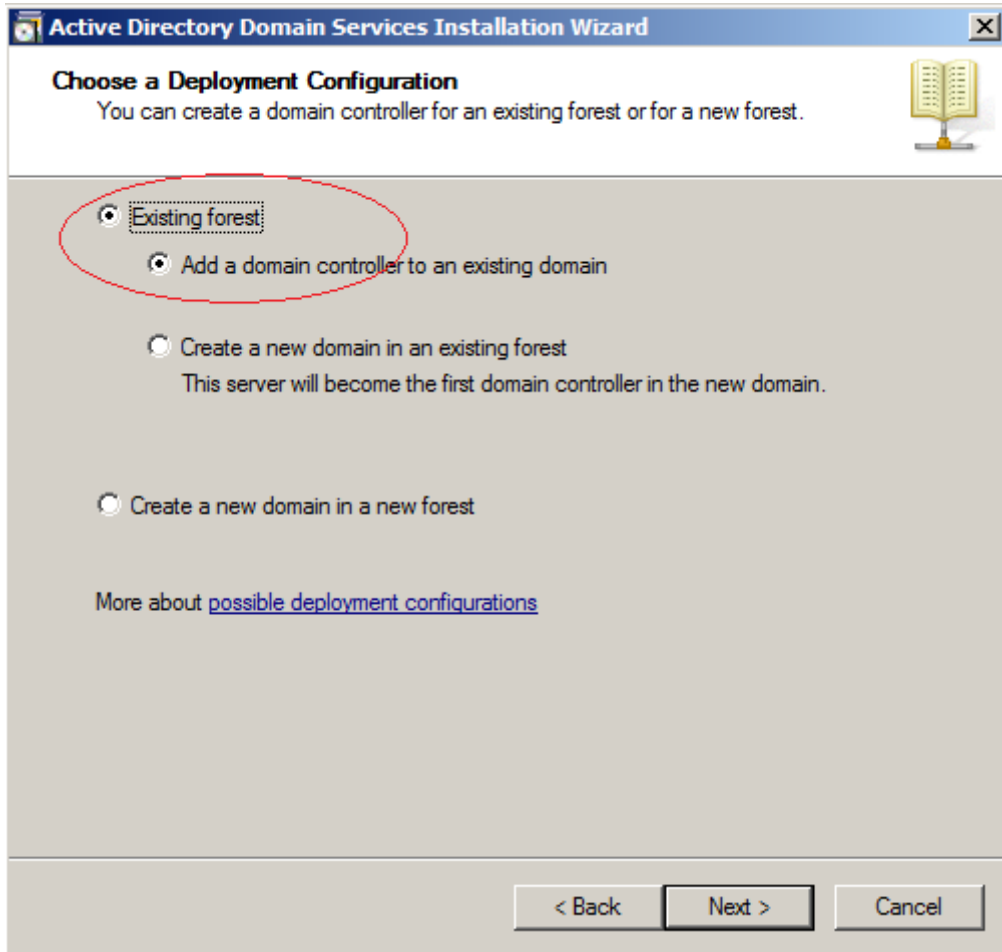 Active Directory Domain Services Installation Wizard
Choose a Deployment Configuration
You can create a domain controller for an existing forest or for a new forest.
Existing forest
Add a domain controller to an existing domain
Create a new domain in an existing forest
This server will become the first domain controller in the new domain.
Create a new domain in a new forest
More about possible deployment configurations
< Back Next > Cancel